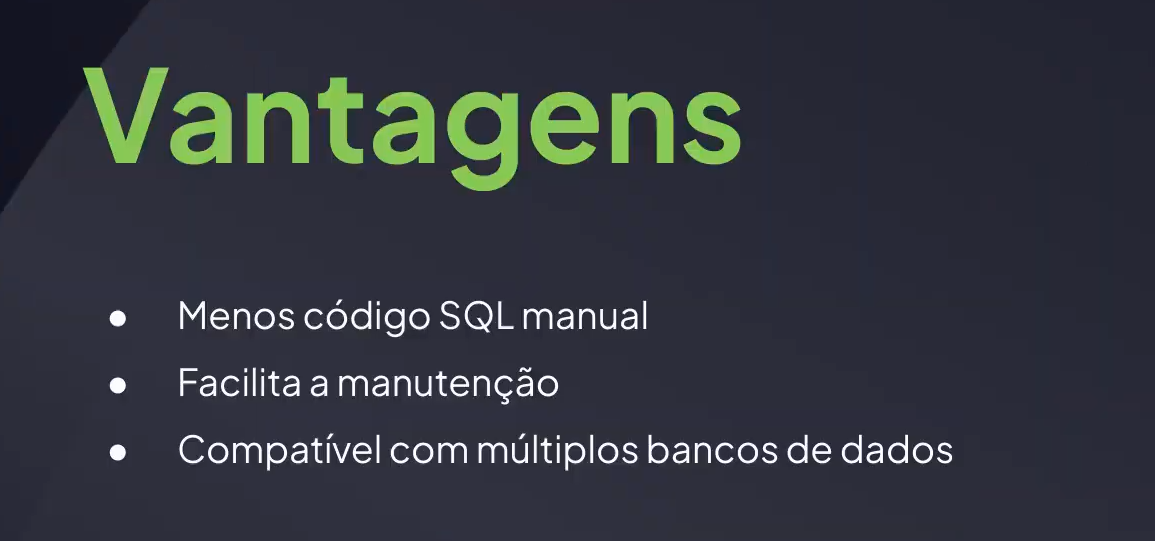 Vantagens
● Menos código SQL manual
● Facilita a manutenção
● Compatível com múltiplos bancos de dados